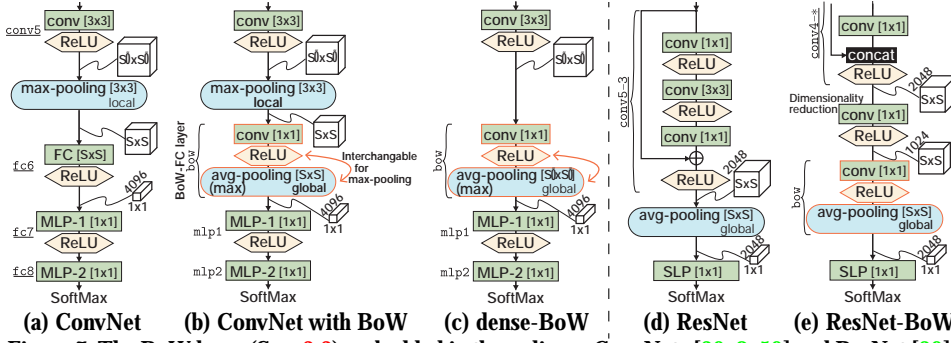 conv [3x3]
conv5
ReLU
max-pooling [3x3]
local
SxS
FC [SxS]
fc6
ReLU
4096
1x1
MLP-1 [1x1]
fc7
ReLU
fc8
MLP-2 [1x1]
SoftMax
(a) ConvNet
conv [3x3]
ReLU
max-pooling [3x3]
local
SxS
BoW-FC layer
bow
conv [1x1]
ReLU
Interchangable
for
max-pooling
avg-pooling [SxS]
(max) global
4096
1x1
MLP-1 [1x1]
mlp1
ReLU
mlp2
MLP-2 [1x1]
SoftMax
(b) ConvNet with BoW
conv [3x3]
ReLU
bow
conv [1x1]
ReLU
avg-pooling
(max) global
4096
1x1
MLP-1 [1x1]
mlp1
ReLU
mlp2
MLP-2 [1x1]
SoftMax
(c) dense-BoW
conv5-3
conv [1x1]
ReLU
conv [3x3]
ReLU
conv [1x1]
ReLU
2048
SxS
avg-pooling [SxS]
global
2048
1x1
SLP [1x1]
SoftMax
(d) ResNet
conv4-*
conv [1x1]
concat
ReLU
2048
SxS
Dimensionality
reduction
conv [1x1]
ReLU
1024
SxS
bow
conv [1x1]
ReLU
avg-pooling [SxS]
global
2048
1x1
SLP [1x1]
SoftMax
(e) ResNet-BoW